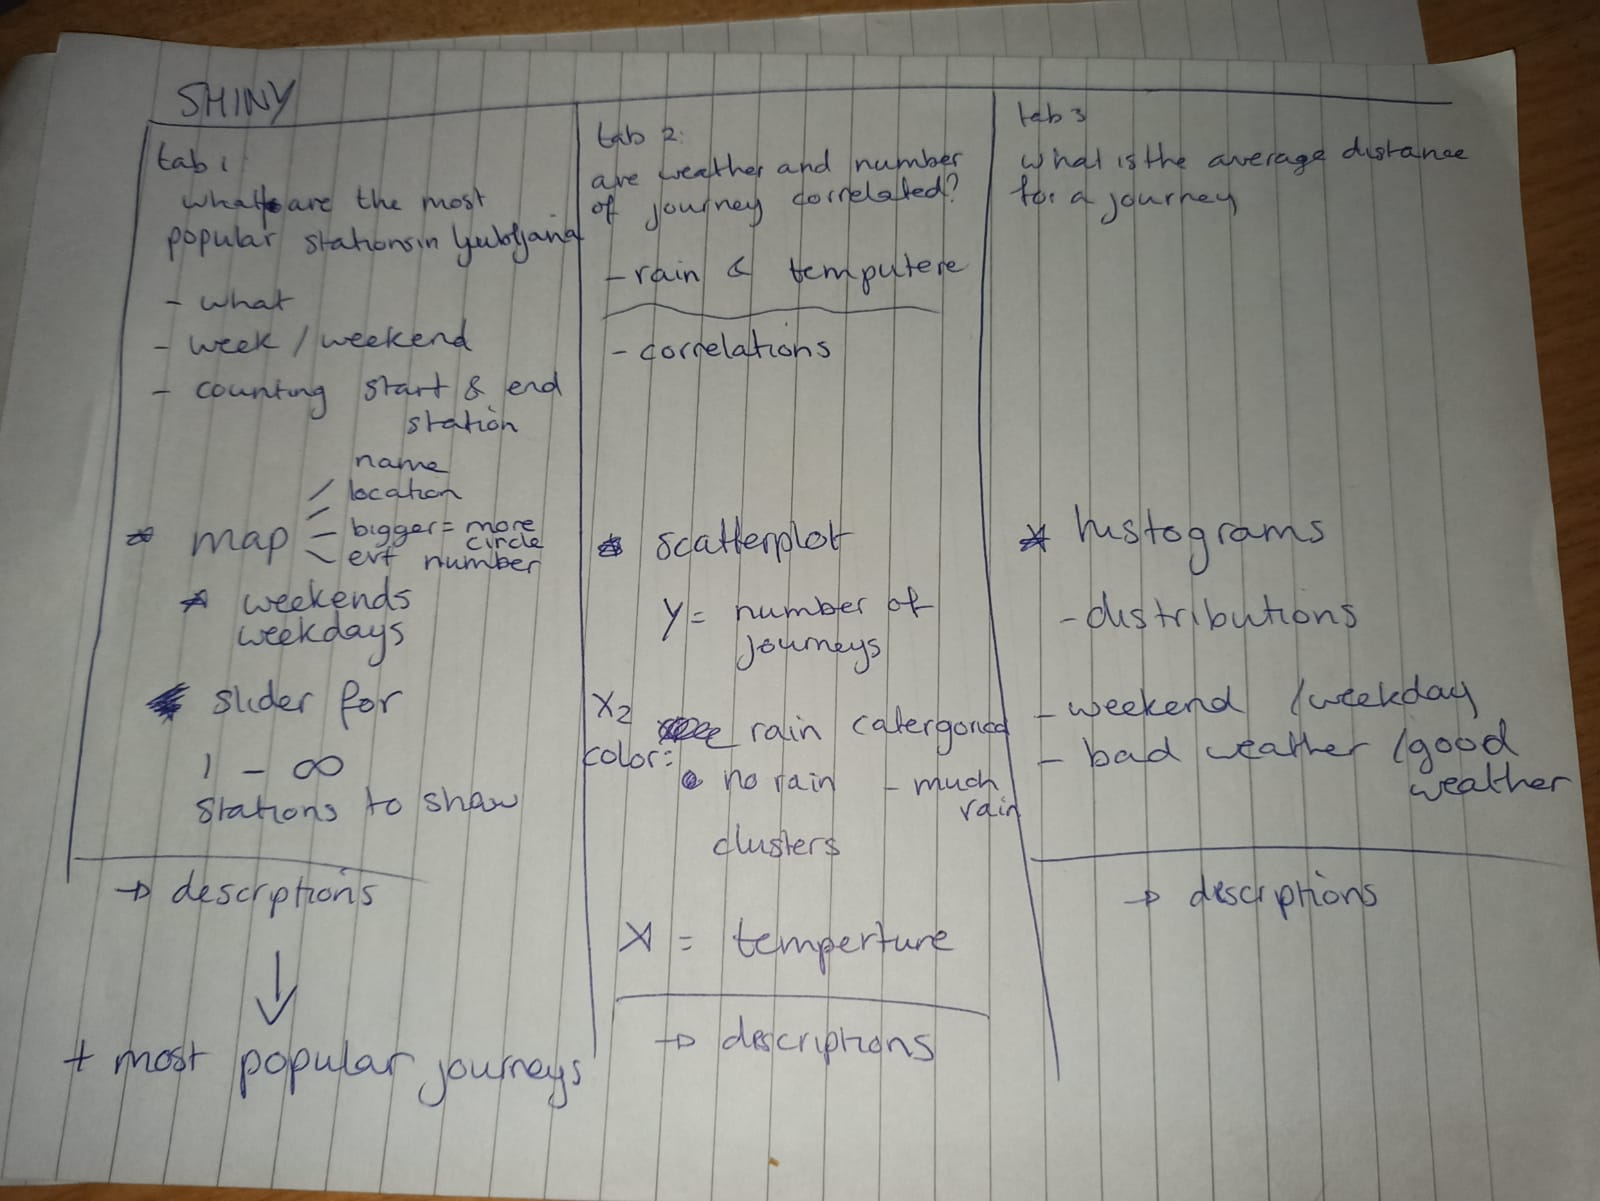 SHINY
tab 1:
what are the most
popular stations in ljubljana
- what
- week / weekend
- counting start & end
station
name
location
* map - bigger = more
circle
ext number
* weekends
weekdays
slider for
1 - ∞
stations to show
→ descriptions
↓
+ most popular journeys
tab 2:
are weather and number
of journey correlated?
- rain & temputere
- correlations
* scatterplot
Y = number of
journeys
X2
color: rain catergoried
no rain - much
rain
clusters
X = temperture
→ descriptions
tab 3
what is the average distance
for a journey
* histograms
- distributions
- weekend / weekday
- bad weather / good
weather
→ descriptions